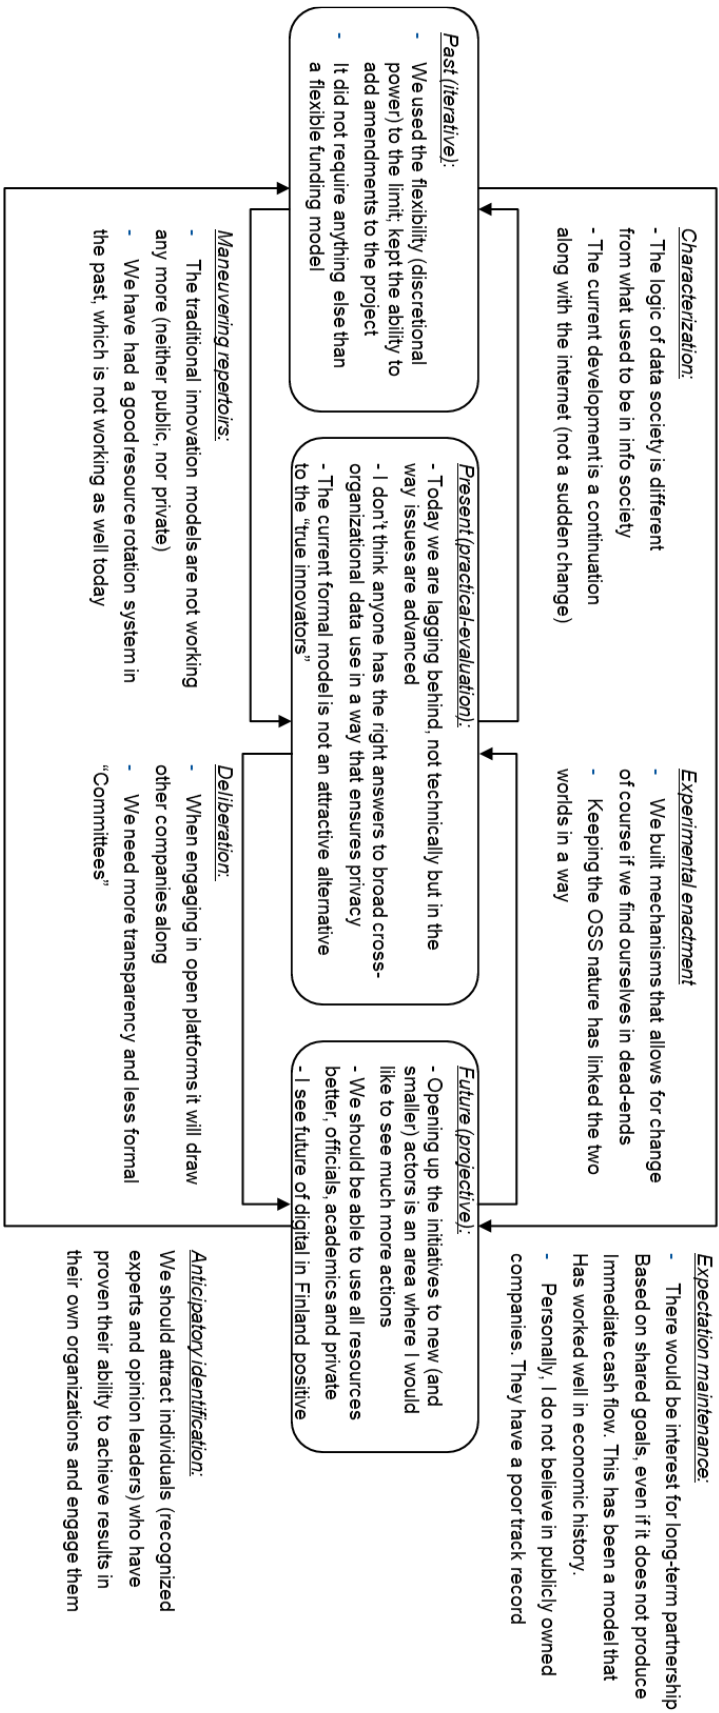 Characterization:
- The logic of data society is different
from what used to be in info society
- The current development is a continuation
along with the internet (not a sudden change)
Experimental enactment
- We built mechanisms that allows for change
of course if we find ourselves in dead-ends
- Keeping the OSS nature has linked the two
worlds in a way
Expectation maintenance:
- There would be interest for long-term partnership
Based on shared goals, even if it does not produce
Immediate cash flow. This has been a model that
Has worked well in economic history.
- Personally, I do not believe in publicly owned
companies. They have a poor track record
Past (iterative):
- We used the flexibility (discretional
power) to the limit; kept the ability to
add amendments to the project
- It did not require anything else than
a flexible funding model
Present (practical-evaluation):
- Today we are lagging behind, not technically but in the
way issues are advanced
- I don't think anyone has the right answers to broad cross-
organizational data use in a way that ensures privacy
- The current formal model is not an attractive alternative
to the “true innovators”
Future (projective):
- Opening up the initiatives to new (and
smaller) actors is an area where I would
like to see much more actions
- We should be able to use all resources
better, officials, academics and private
- I see future of digital in Finland positive
Maneuvering repertoirs:
- The traditional innovation models are not working
any more (neither public, nor private)
- We have had a good resource rotation system in
the past, which is not working as well today
Deliberation:
- When engaging in open platforms it will draw
other companies along
- We need more transparency and less formal
“Committees”
Anticipatory identification:
We should attract individuals (recognized
experts and opinion leaders) who have
proven their ability to achieve results in
their own organizations and engage them